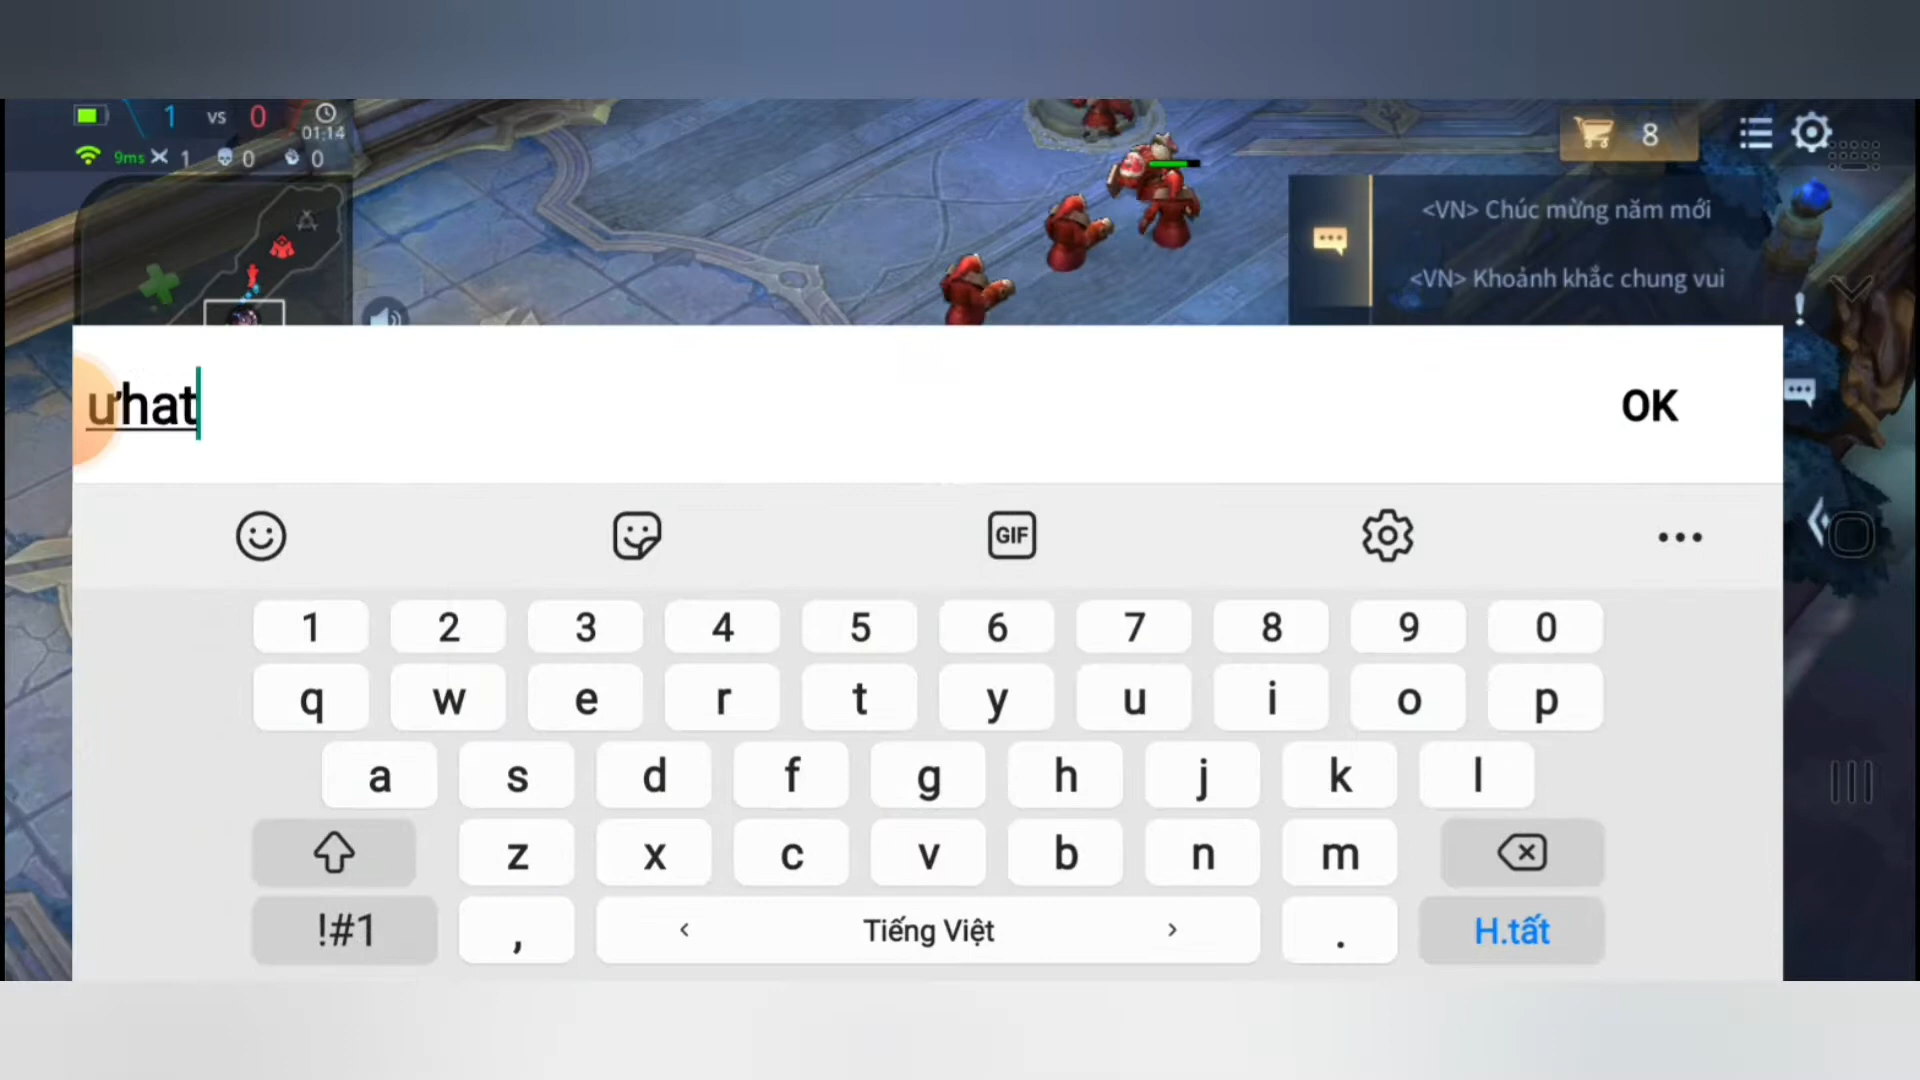 1 vs 0 01:14
9ms 1 0 0
8
<VN> Chúc mừng năm mới
<VN> Khoảnh khắc chung vui
ưhat
OK
GIF
1 2 3 4 5 6 7 8 9 0
q w e r t y u i o p
a s d f g h j k l
z x c v b n m
!#1 , < Tiếng Việt > . H.tất